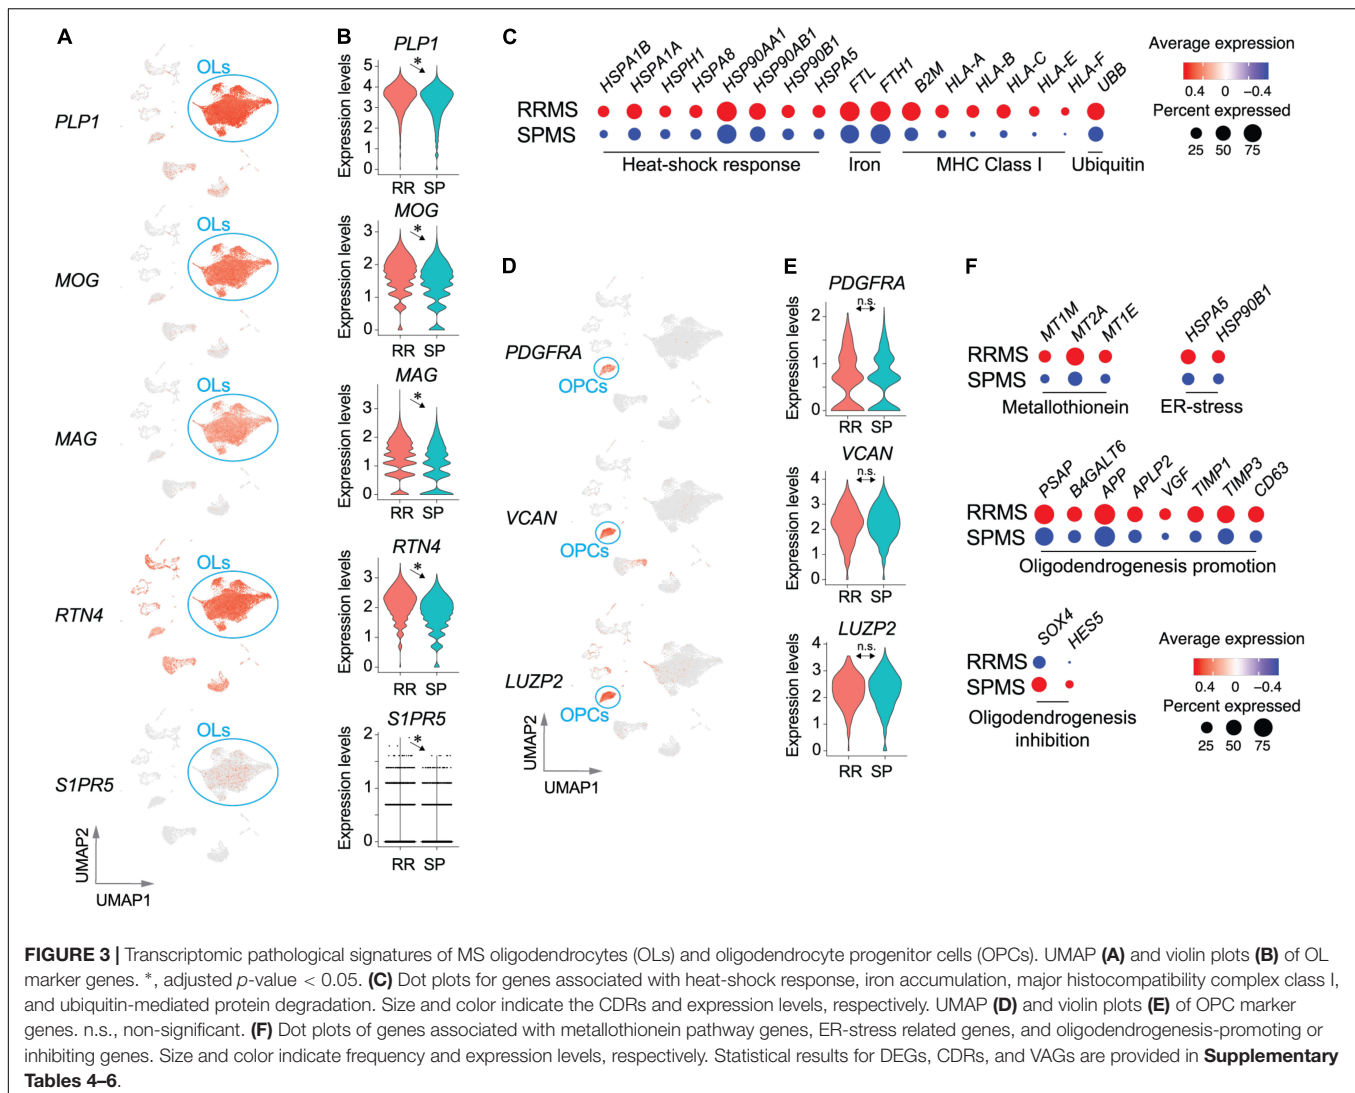 A
OLs
PLP1
OLs
MOG
OLs
MAG
OLs
RTN4
OLs
S1PR5
UMAP2
UMAP1
B
PLP1
*
Expression levels
5
4
3
2
1
0
RR SP
MOG
*
Expression levels
3
2
1
0
RR SP
MAG
*
Expression levels
3
2
1
0
RR SP
RTN4
*
Expression levels
3
2
1
0
RR SP
S1PR5
*
Expression levels
2
1
0
RR SP
C
HSPA1B HSPA1A HSPH1 HSPA8 HSP90AA1 HSP90AB1 HSP90B1 HSPA5 FTL FTH1 B2M HLA-A HLA-B HLA-C HLA-E HLA-F UBB
RRMS
SPMS
Heat-shock response Iron MHC Class I Ubiquitin
Average expression
0.4 0 −0.4
Percent expressed
25 50 75
D
PDGFRA
OPCs
VCAN
OPCs
LUZP2
OPCs
UMAP2
UMAP1
E
PDGFRA
n.s.
Expression levels
2
1
0
RR SP
VCAN
n.s.
Expression levels
4
3
2
1
0
RR SP
LUZP2
n.s.
Expression levels
4
3
2
1
0
RR SP
F
MT1M MT2A MT1E HSPA5 HSP90B1
RRMS
SPMS
Metallothionein ER-stress
PSAP B4GALT6 APP APLP2 VGF TIMP1 TIMP3 CD63
RRMS
SPMS
Oligodendrogenesis promotion
SOX4 HES5
RRMS
SPMS
Oligodendrogenesis
inhibition
Average expression
0.4 0 −0.4
Percent expressed
25 50 75
FIGURE 3 | Transcriptomic pathological signatures of MS oligodendrocytes (OLs) and oligodendrocyte progenitor cells (OPCs). UMAP (A) and violin plots (B) of OL
marker genes. *, adjusted p-value < 0.05. (C) Dot plots for genes associated with heat-shock response, iron accumulation, major histocompatibility complex class I,
and ubiquitin-mediated protein degradation. Size and color indicate the CDRs and expression levels, respectively. UMAP (D) and violin plots (E) of OPC marker
genes. n.s., non-significant. (F) Dot plots of genes associated with metallothionein pathway genes, ER-stress related genes, and oligodendrogenesis-promoting or
inhibiting genes. Size and color indicate frequency and expression levels, respectively. Statistical results for DEGs, CDRs, and VAGs are provided in Supplementary
Tables 4–6.